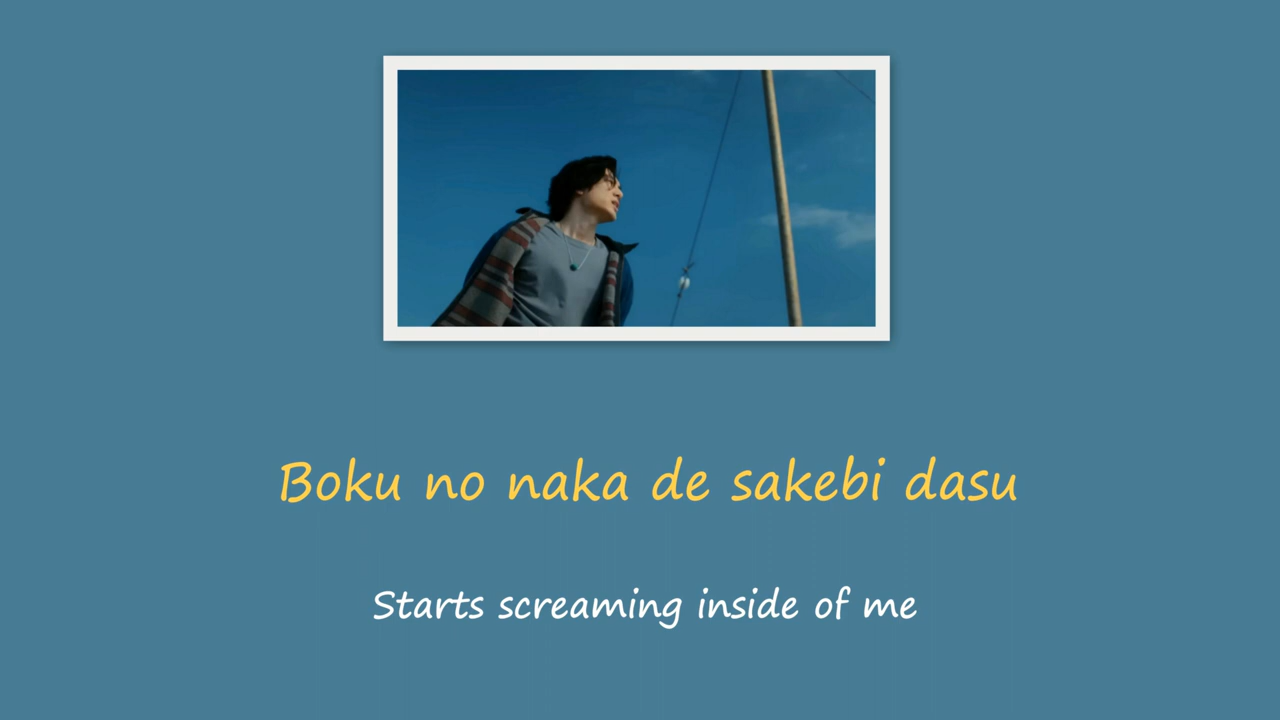 Boku no naka de sakebi dasu
Starts screaming inside of me